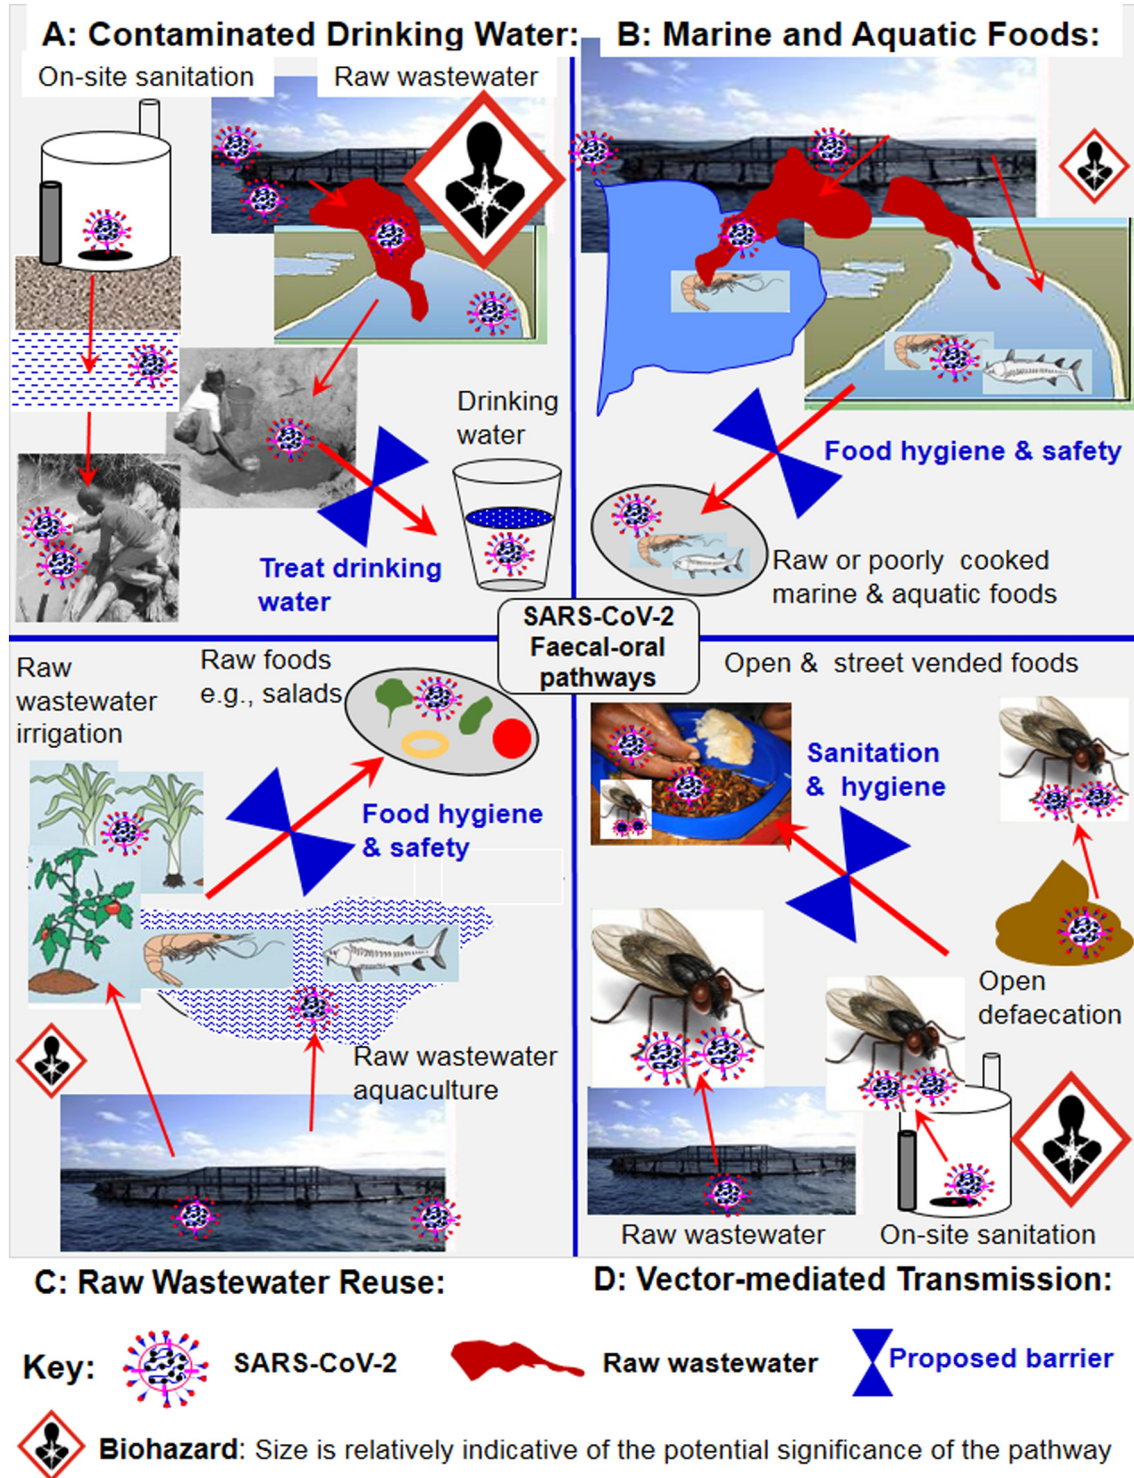 A: Contaminated Drinking Water:
On-site sanitation
Raw wastewater
Drinking
water
Treat drinking
water
B: Marine and Aquatic Foods:
Food hygiene & safety
Raw or poorly cooked
marine & aquatic foods
SARS-CoV-2
Faecal-oral
pathways
Raw
wastewater
irrigation
Raw foods
e.g., salads
Food hygiene
& safety
Raw wastewater
aquaculture
Open & street vended foods
Sanitation
& hygiene
Open
defaecation
Raw wastewater
On-site sanitation
C: Raw Wastewater Reuse:
D: Vector-mediated Transmission:
Key:
SARS-CoV-2
Raw wastewater
Proposed barrier
Biohazard: Size is relatively indicative of the potential significance of the pathway